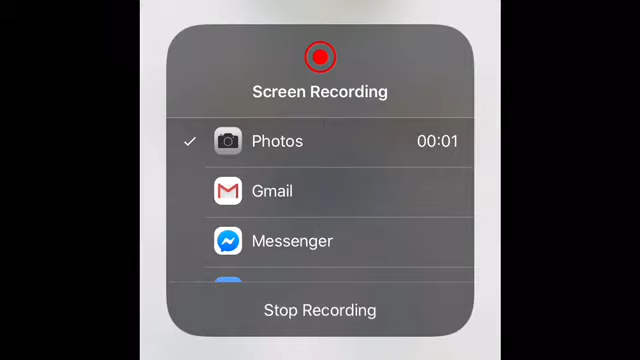 Screen Recording
Photos 00:01
Gmail
Messenger
Stop Recording